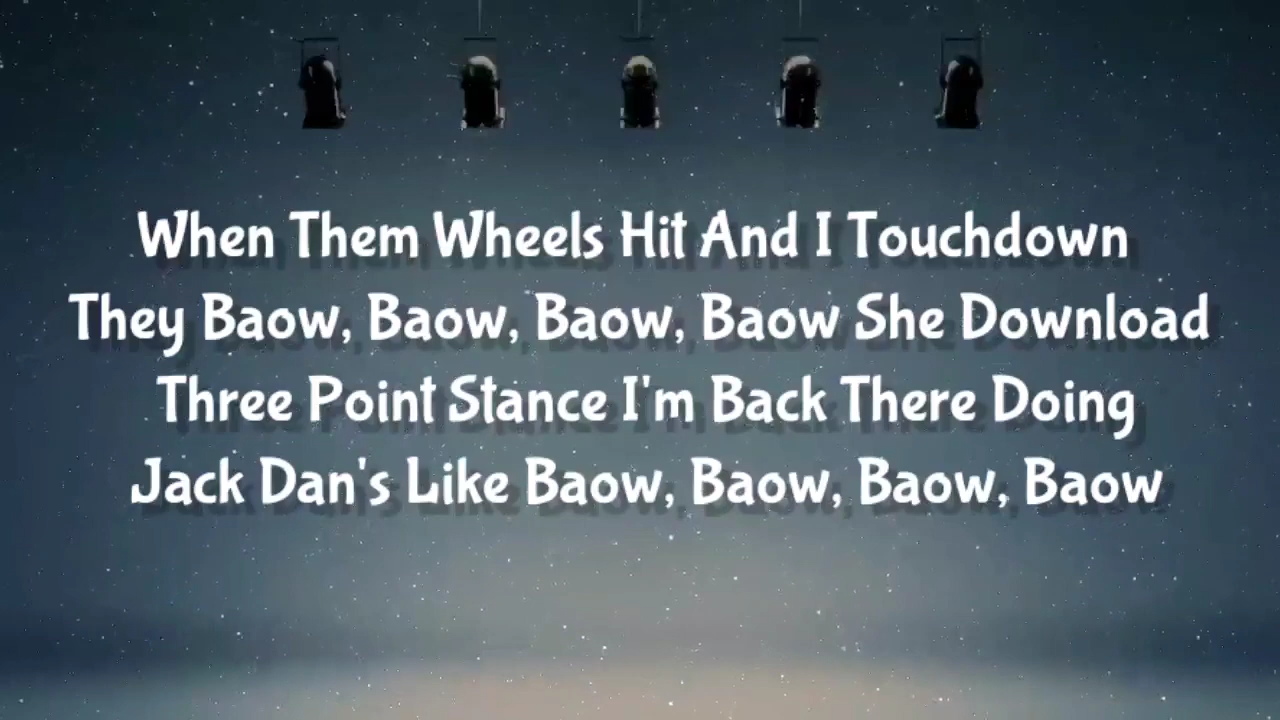 When Them Wheels Hit And I Touchdown
They Baow, Baow, Baow, Baow She Download
Three Point Stance I'm Back There Doing
Jack Dan's Like Baow, Baow, Baow, Baow